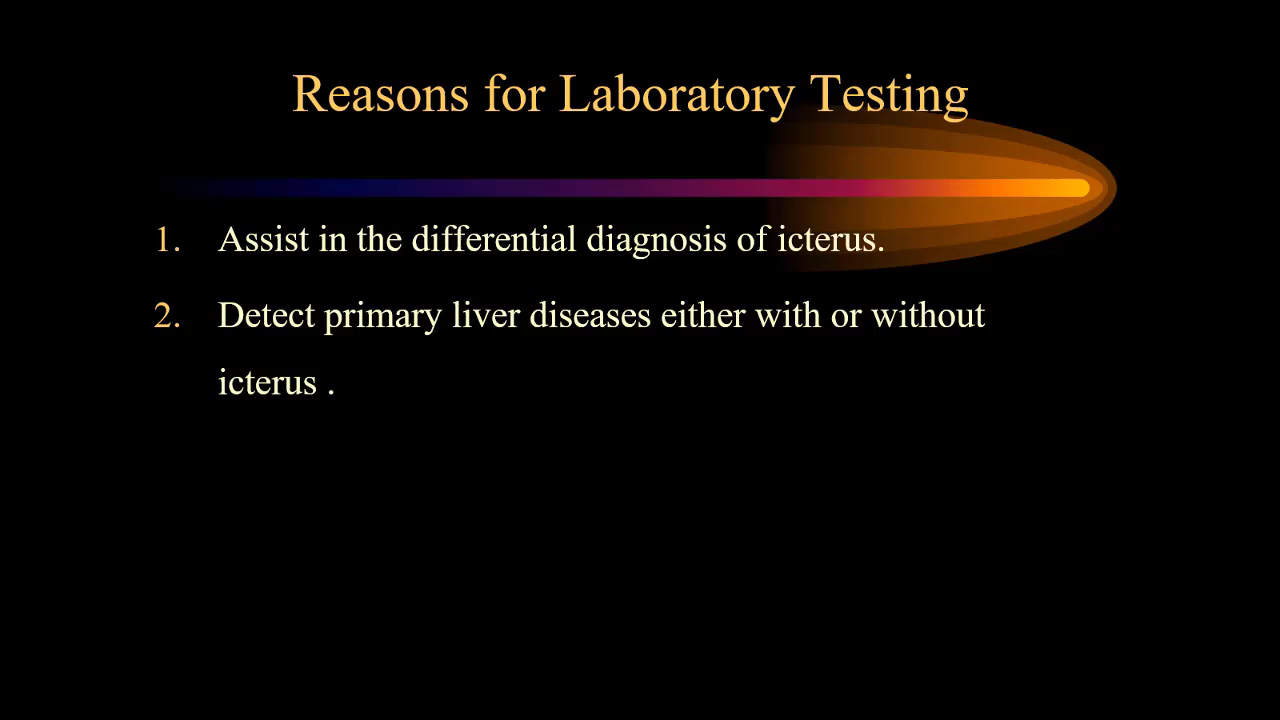 Reasons for Laboratory Testing
1. Assist in the differential diagnosis of icterus.
2. Detect primary liver diseases either with or without
icterus .